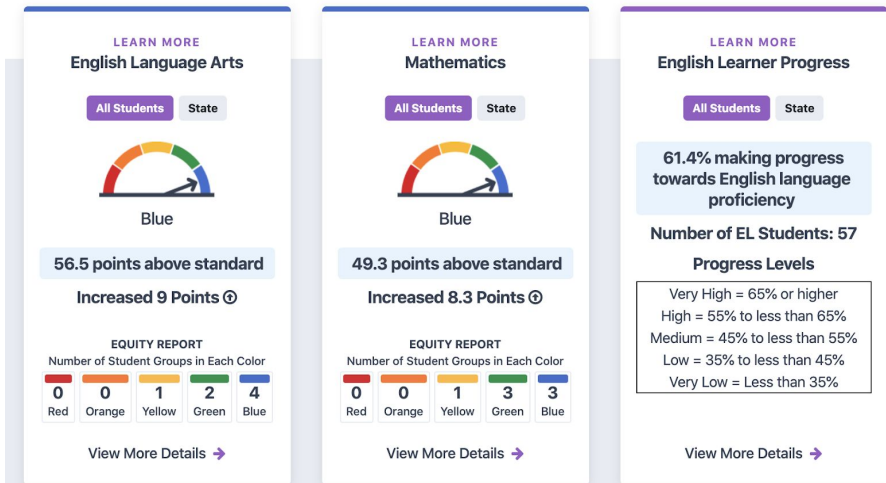 LEARN MORE
English Language Arts
All Students State
Blue
56.5 points above standard
Increased 9 Points
EQUITY REPORT
Number of Student Groups in Each Color
0 0 1 2 4
Red Orange Yellow Green Blue
View More Details
LEARN MORE
Mathematics
All Students State
Blue
49.3 points above standard
Increased 8.3 Points
EQUITY REPORT
Number of Student Groups in Each Color
0 0 1 3 3
Red Orange Yellow Green Blue
View More Details
LEARN MORE
English Learner Progress
All Students State
61.4% making progress
towards English language
proficiency
Number of EL Students: 57
Progress Levels
Very High = 65% or higher
High = 55% to less than 65%
Medium = 45% to less than 55%
Low = 35% to less than 45%
Very Low = Less than 35%
View More Details